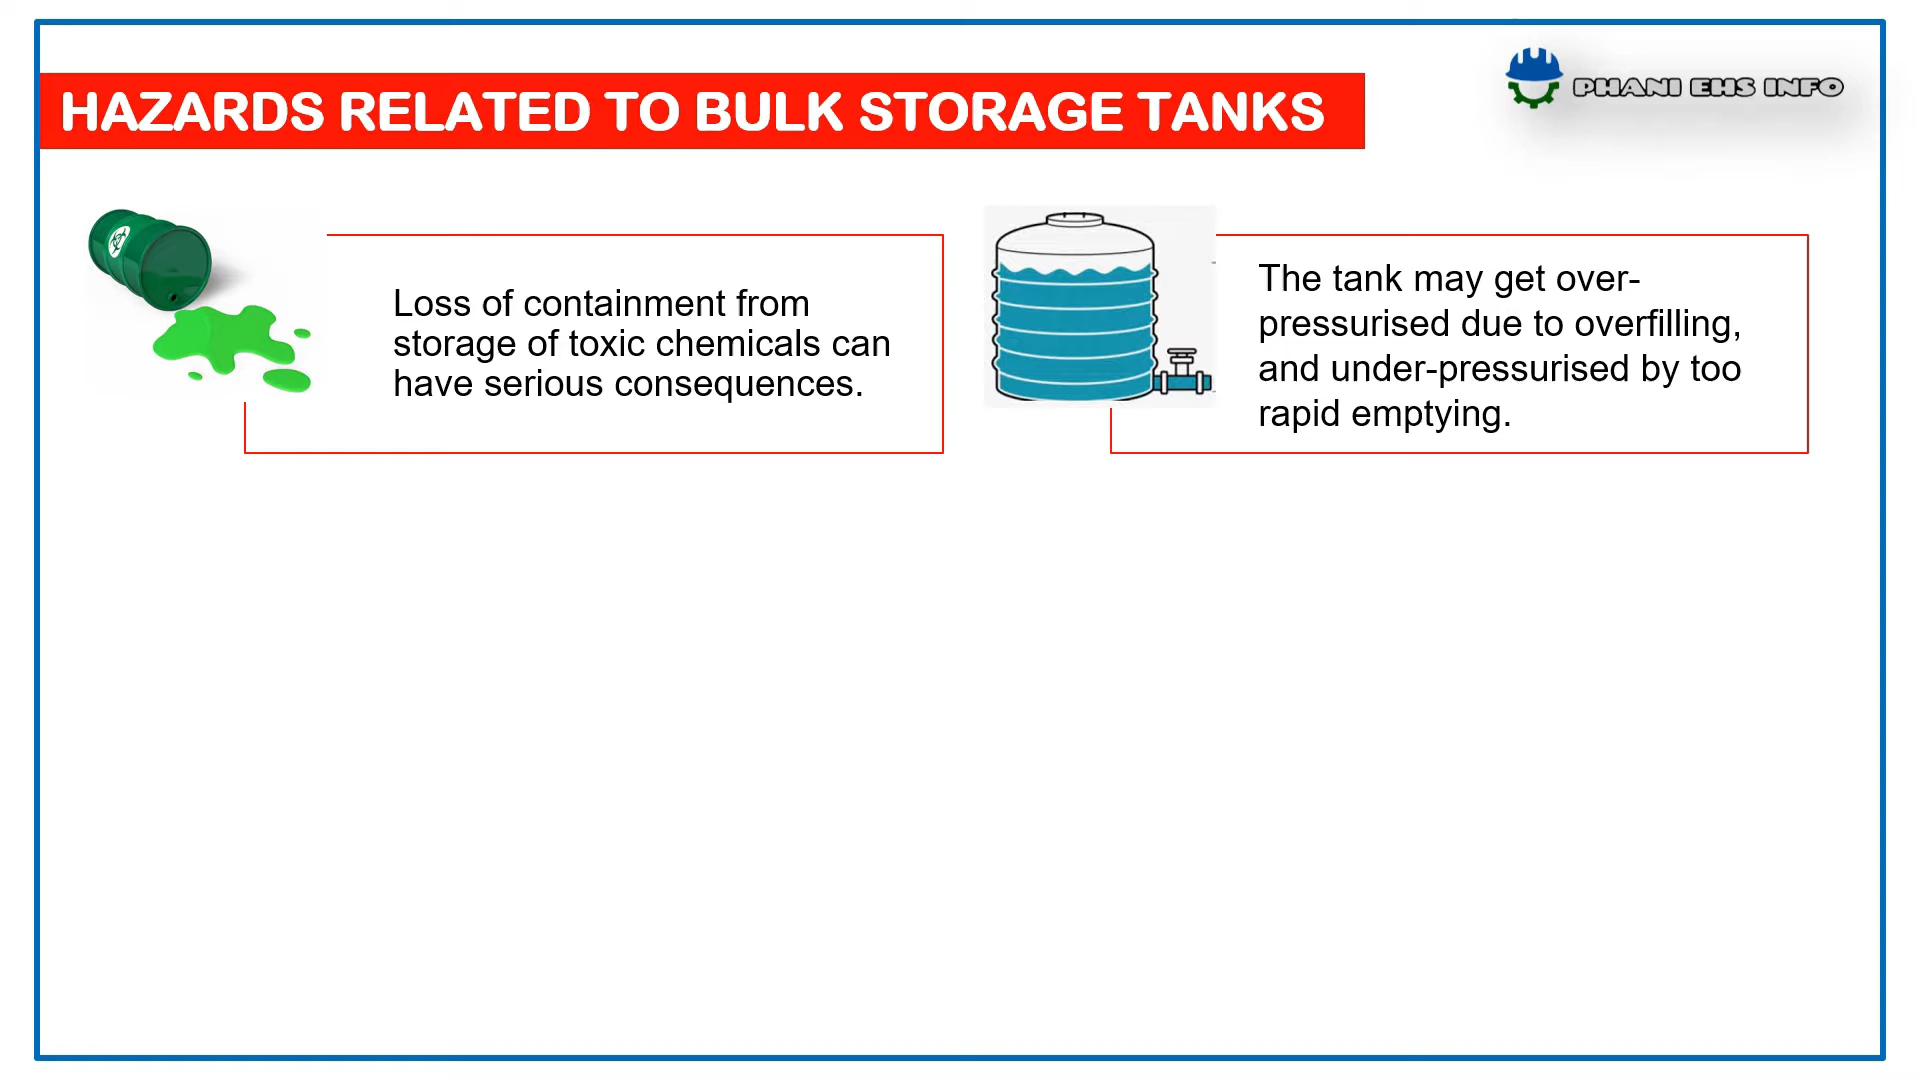 HAZARDS RELATED TO BULK STORAGE TANKS
PHANI EHS INFO
Loss of containment from
storage of toxic chemicals can
have serious consequences.
The tank may get over-
pressurised due to overfilling,
and under-pressurised by too
rapid emptying.